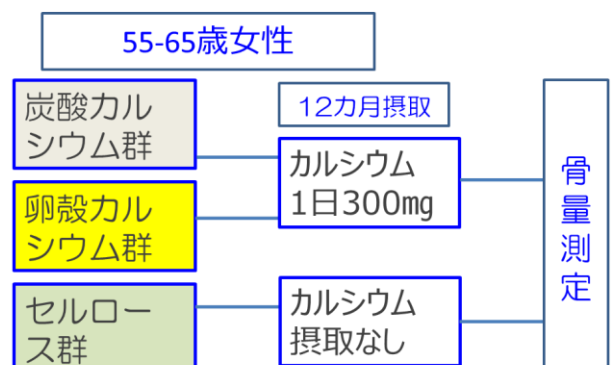 55-65歳女性
炭酸カル
シウム群
12カ月摂取
カルシウム
1日300mg
卵殻カル
シウム群
骨量測定
セルロー
ス群
カルシウム
摂取なし